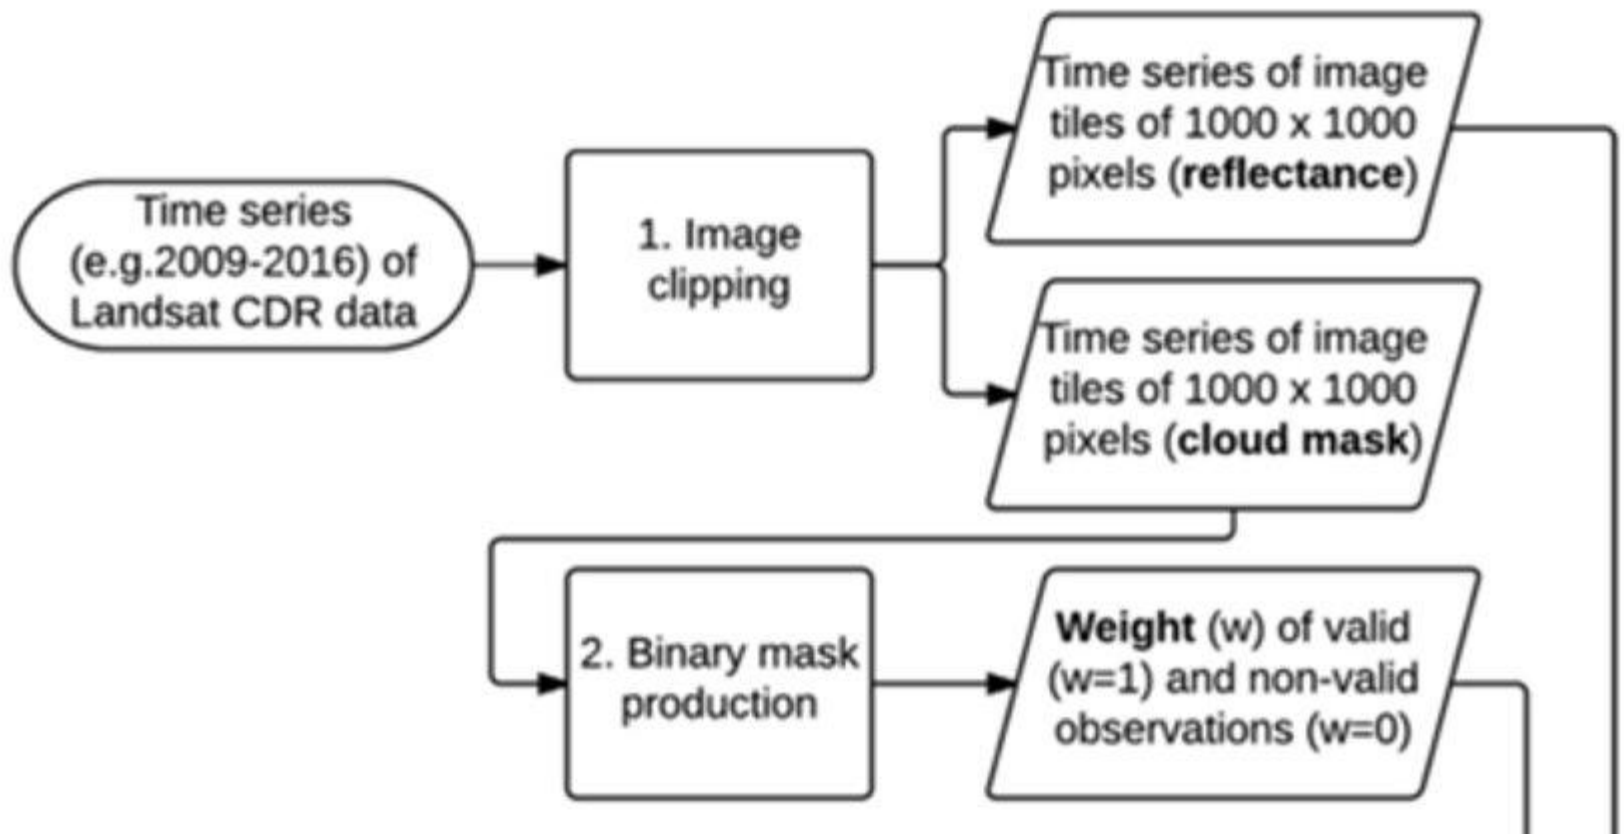 Time series
(e.g.2009-2016) of
Landsat CDR data
1. Image
clipping
Time series of image
tiles of 1000 x 1000
pixels (reflectance)
Time series of image
tiles of 1000 x 1000
pixels (cloud mask)
2. Binary mask
production
Weight (w) of valid
(w=1) and non-valid
observations (w=0)